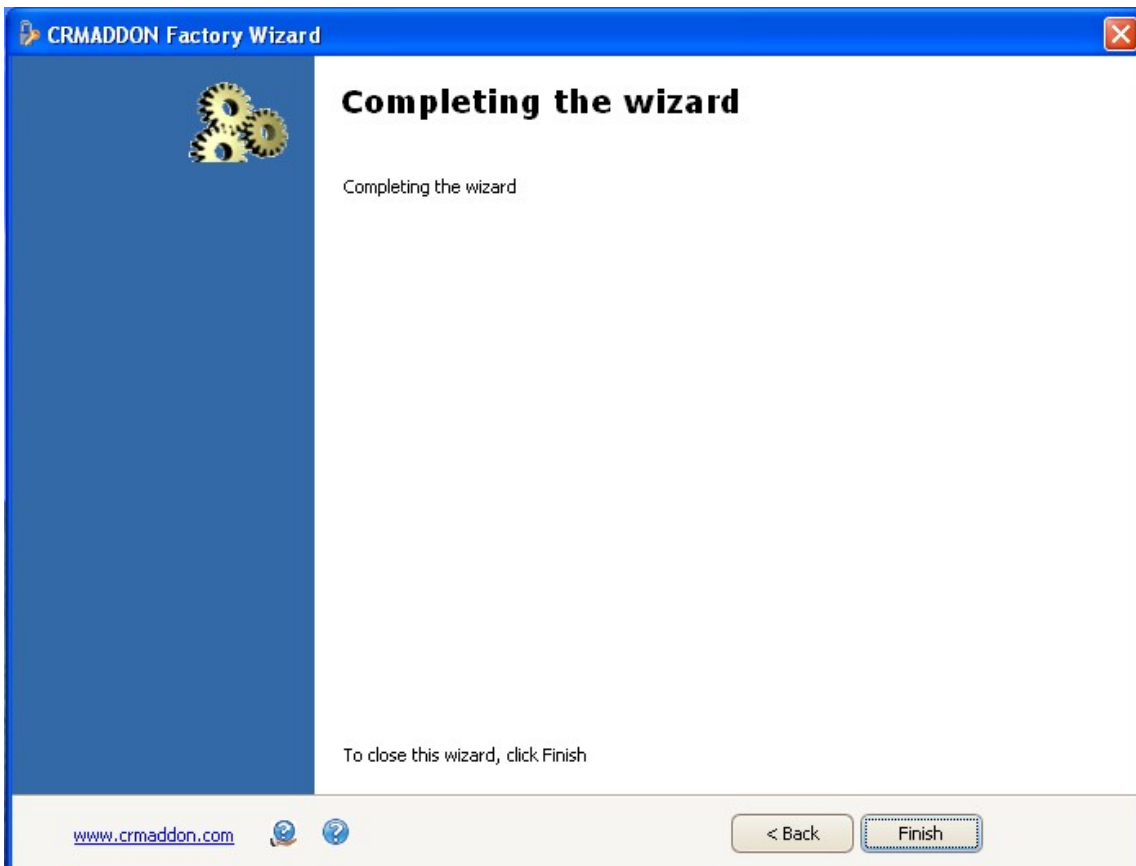 CRMADDON Factory Wizard
Completing the wizard
Completing the wizard
To close this wizard, click Finish
www.crmaddon.com
< Back
Finish